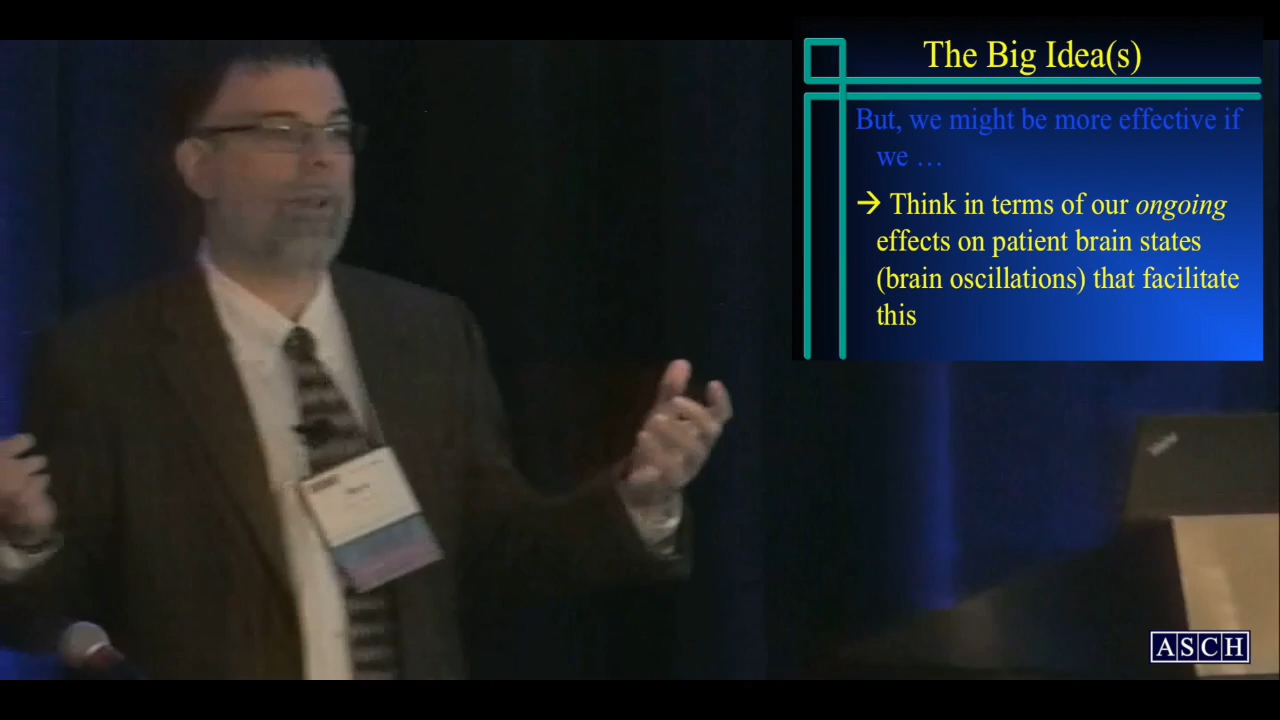 The Big Idea(s)
But, we might be more effective if
we …
→ Think in terms of our ongoing
effects on patient brain states
(brain oscillations) that facilitate
this
ASCH